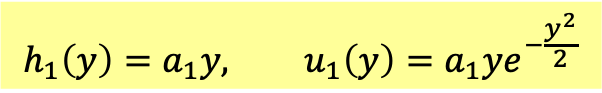 h₁(y) = a₁y,  u₁(y) = a₁ye^{-y²/2}